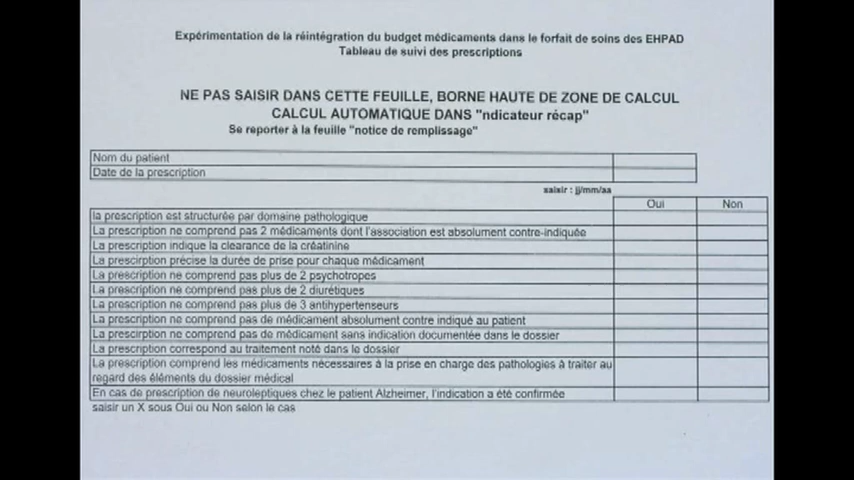 Expérimentation de la réintégration du budget médicaments dans le forfait de soins des EHPAD
Tableau de suivi des prescriptions
NE PAS SAISIR DANS CETTE FEUILLE, BORNE HAUTE DE ZONE DE CALCUL
CALCUL AUTOMATIQUE DANS "ndicateur récap"
Se reporter à la feuille "notice de remplissage"
Nom du patient
Date de la prescription
saisir : jj/mm/aa
Oui Non
la prescription est structurée par domaine pathologique
La prescription ne comprend pas 2 médicaments dont l'association est absolument contre-indiquée
La prescription indique la clearance de la créatinine
La prescirption précise la durée de prise pour chaque médicament
La prescription ne comprend pas plus de 2 psychotropes
La prescription ne comprend pas plus de 2 diurétiques
La prescription ne comprend pas plus de 3 antihypertenseurs
La prescription ne comprend pas de médicament absolument contre indiqué au patient
La prescirption ne comprend pas de médicament sans indication documentée dans le dossier
La prescription correspond au traitement noté dans le dossier
La prescription comprend les médicaments nécessaires à la prise en charge des pathologies à traiter au
regard des éléments du dossier médical
En cas de prescription de neuroleptiques chez le patient Alzheimer, l'indication a été confirmée
saisir un X sous Oui ou Non selon le cas